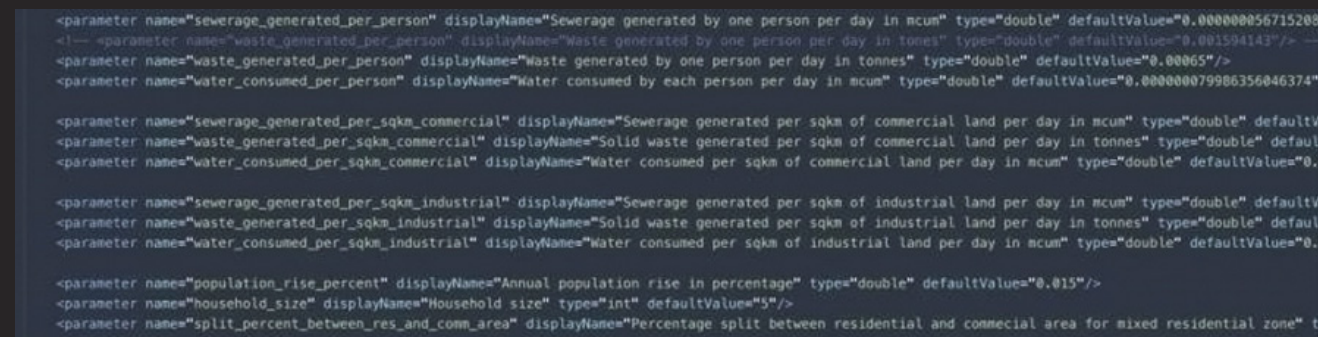 <parameter name="sewerage_generated_per_person" displayName="Sewerage generated by one person per day in mcum" type="double" defaultValue="0.000000056715208
<!-- <parameter name="waste_generated_per_person" displayName="Waste generated by one person per day in tones" type="double" defaultValue="0.001594143"/> --
<parameter name="waste_generated_per_person" displayName="Waste generated by one person per day in tonnes" type="double" defaultValue="0.00065"/>
<parameter name="water_consumed_per_person" displayName="Water consumed by each person per day in mcum" type="double" defaultValue="0.000000079986356046374"
<parameter name="sewerage_generated_per_sqkm_commercial" displayName="Sewerage generated per sqkm of commercial land per day in mcum" type="double" defaultV
<parameter name="waste_generated_per_sqkm_commercial" displayName="Solid waste generated per sqkm of commercial land per day in tonnes" type="double" defaul
<parameter name="water_consumed_per_sqkm_commercial" displayName="Water consumed per sqkm of commercial land per day in mcum" type="double" defaultValue="0.
<parameter name="sewerage_generated_per_sqkm_industrial" displayName="Sewerage generated per sqkm of industrial land per day in mcum" type="double" defaultV
<parameter name="waste_generated_per_sqkm_industrial" displayName="Solid waste generated per sqkm of industrial land per day in tonnes" type="double" defaul
<parameter name="water_consumed_per_sqkm_industrial" displayName="Water consumed per sqkm of industrial land per day in mcum" type="double" defaultValue="0.
<parameter name="population_rise_percent" displayName="Annual population rise in percentage" type="double" defaultValue="0.015"/>
<parameter name="household_size" displayName="Household size" type="int" defaultValue="5"/>
<parameter name="split_percent_between_res_and_comm_area" displayName="Percentage split between residential and commecial area for mixed residential zone" t